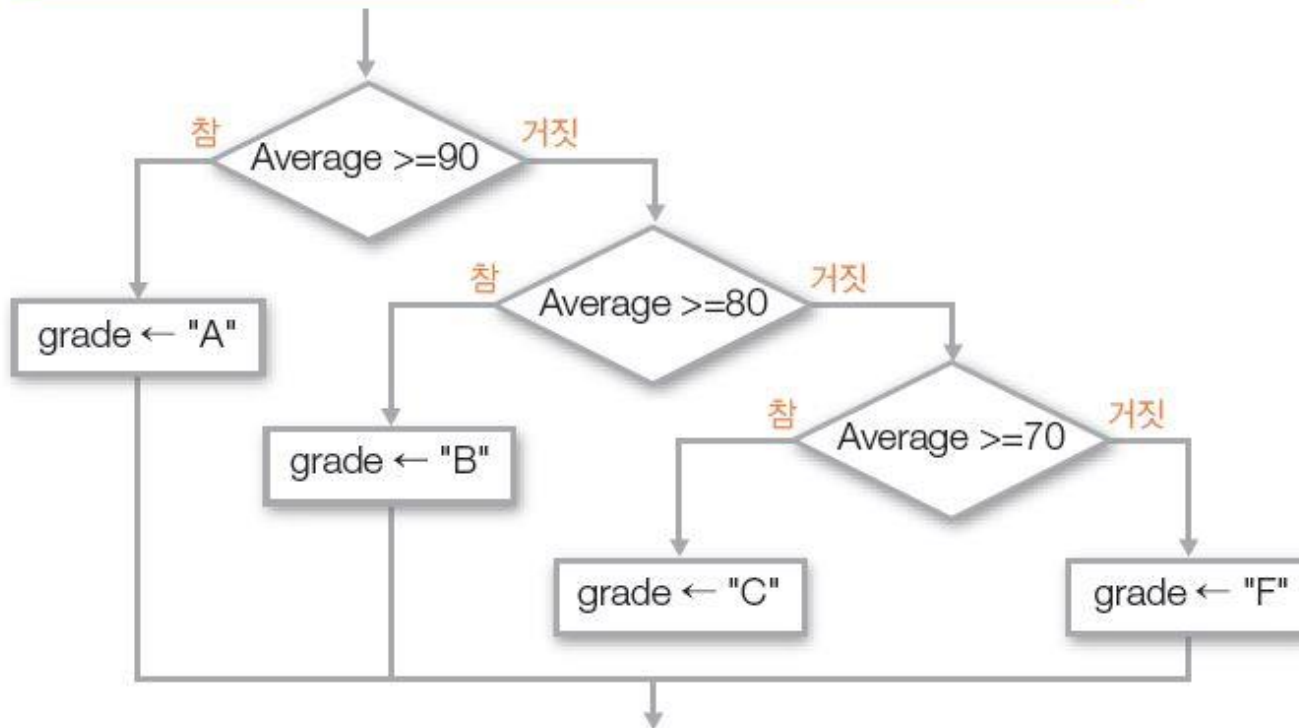 참
거짓
Average >=90
참
거짓
Average >=80
grade ← "A"
참
거짓
Average >=70
grade ← "B"
grade ← "C"
grade ← "F"